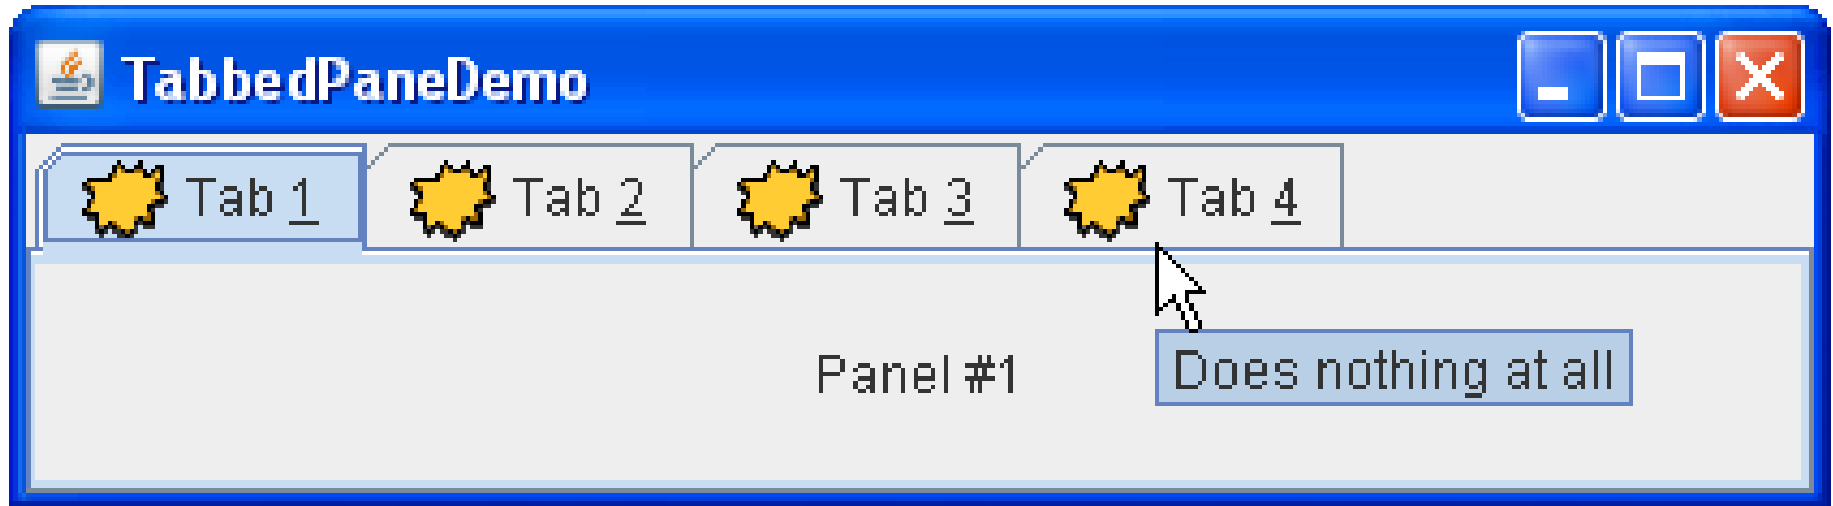 TabbedPaneDemo
Tab 1 Tab 2 Tab 3 Tab 4
Panel #1
Does nothing at all